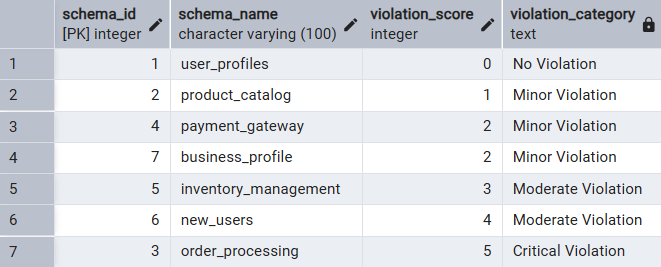 schema_id schema_name violation_score violation_category
[PK] integer character varying (100) integer text
1 1 user_profiles 0 No Violation
2 2 product_catalog 1 Minor Violation
3 4 payment_gateway 2 Minor Violation
4 7 business_profile 2 Minor Violation
5 5 inventory_management 3 Moderate Violation
6 6 new_users 4 Moderate Violation
7 3 order_processing 5 Critical Violation